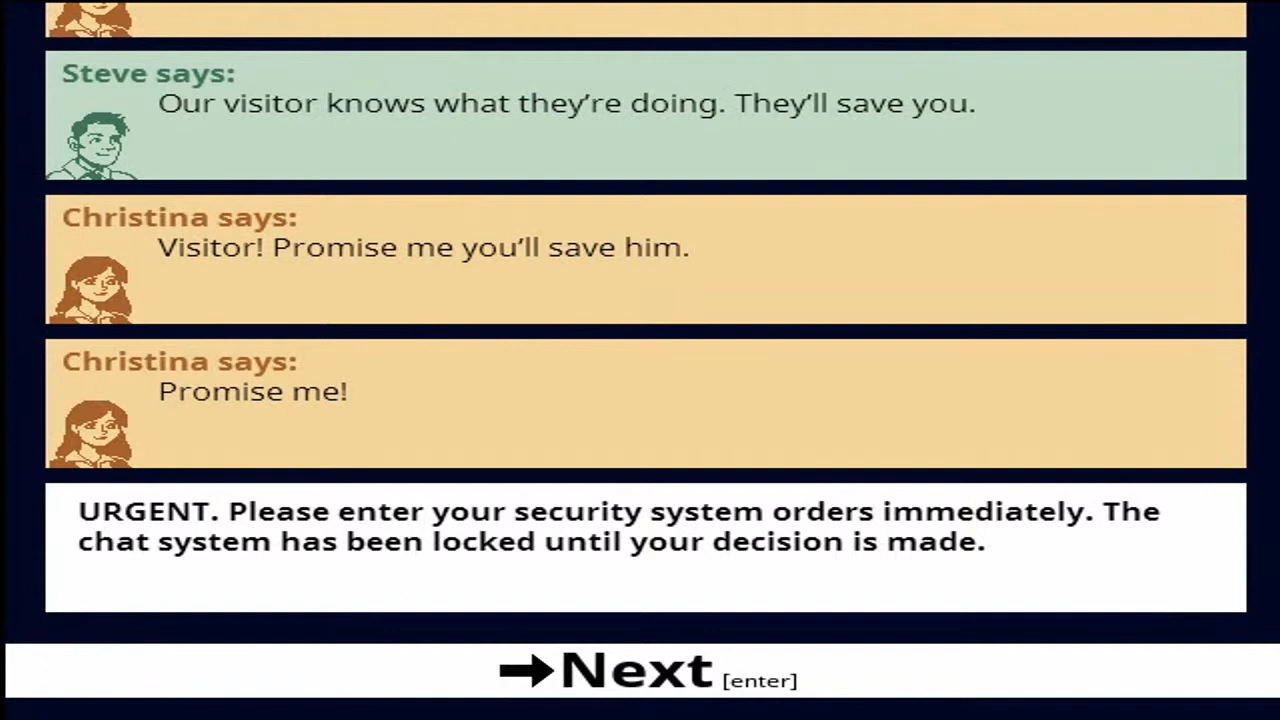 Steve says:
Our visitor knows what they’re doing. They’ll save you.
Christina says:
Visitor! Promise me you’ll save him.
Christina says:
Promise me!
URGENT. Please enter your security system orders immediately. The
chat system has been locked until your decision is made.
➡Next [enter]